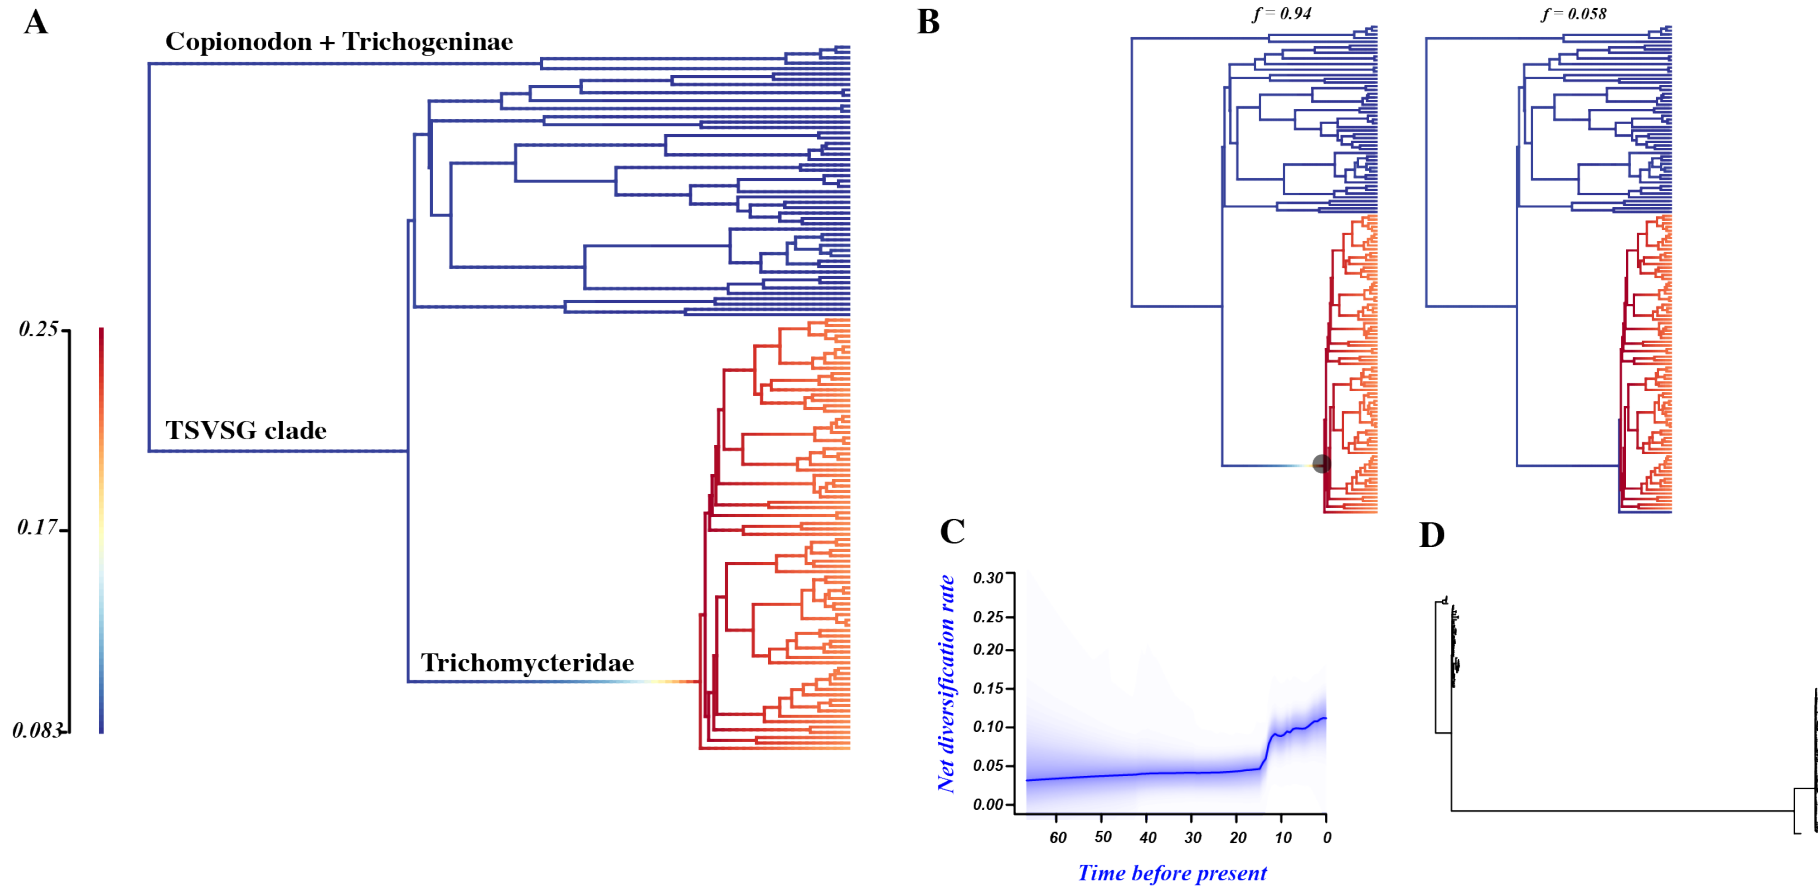 A
Copionodon + Trichogeninae
TSVSG clade
Trichomycteridae
0.25
0.17
0.083
B
f = 0.94
f = 0.058
C
Net diversification rate
0.30
0.25
0.20
0.15
0.10
0.05
0.00
60 50 40 30 20 10 0
Time before present
D